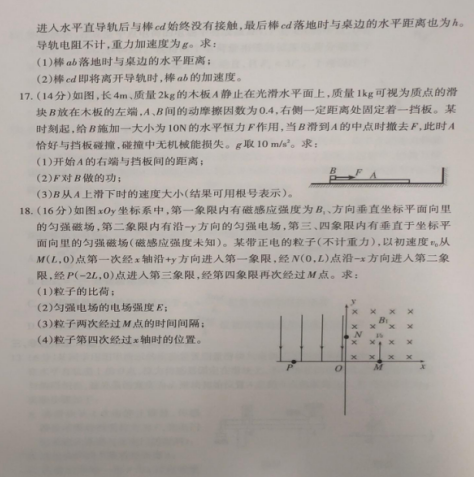 进入水平直导轨后与棒cd始终没有接触,最后棒cd落地时与桌边的水平距离也为h。
导轨电阻不计,重力加速度为g。求:
(1)棒ab落地时与桌边的水平距离;
(2)棒cd即将离开导轨时,棒ab的加速度。
17.(14分)如图,长4m、质量2kg的木板A静止在光滑水平面上,质量1kg可视为质点的滑
块B放在木板的左端,A、B间的动摩擦因数为0.4,右侧一定距离处固定着一挡板。某
时刻起,给B施加一大小为10N的水平恒力F作用,当B滑到A的中点时撤去F,此时A
恰好与挡板碰撞,碰撞中无机械能损失。g取10 m/s²。求:
(1)开始A的右端与挡板间的距离;
(2)F对B做的功;
(3)B从A上滑下时的速度大小(结果可用根号表示)。
B F A
18.(16分)如图xOy坐标系中,第一象限内有磁感应强度为B₁、方向垂直坐标平面向里
的匀强磁场,第二象限内有沿-y方向的匀强电场,第三、四象限内有垂直于坐标平
面向里的匀强磁场(磁感应强度未知)。某带正电的粒子(不计重力),以初速度v₀从
M(L,0)点第一次经x轴沿+y方向进入第一象限,经N(0,L)点沿-x方向进入第二象
限,经P(-2L,0)点进入第三象限,经第四象限再次经过M点。求:
(1)粒子的比荷;
(2)匀强电场的电场强度E;
(3)粒子两次经过M点的时间间隔;
(4)粒子第四次经过x轴时的位置。
y
B₁
N
v₀
P O M x